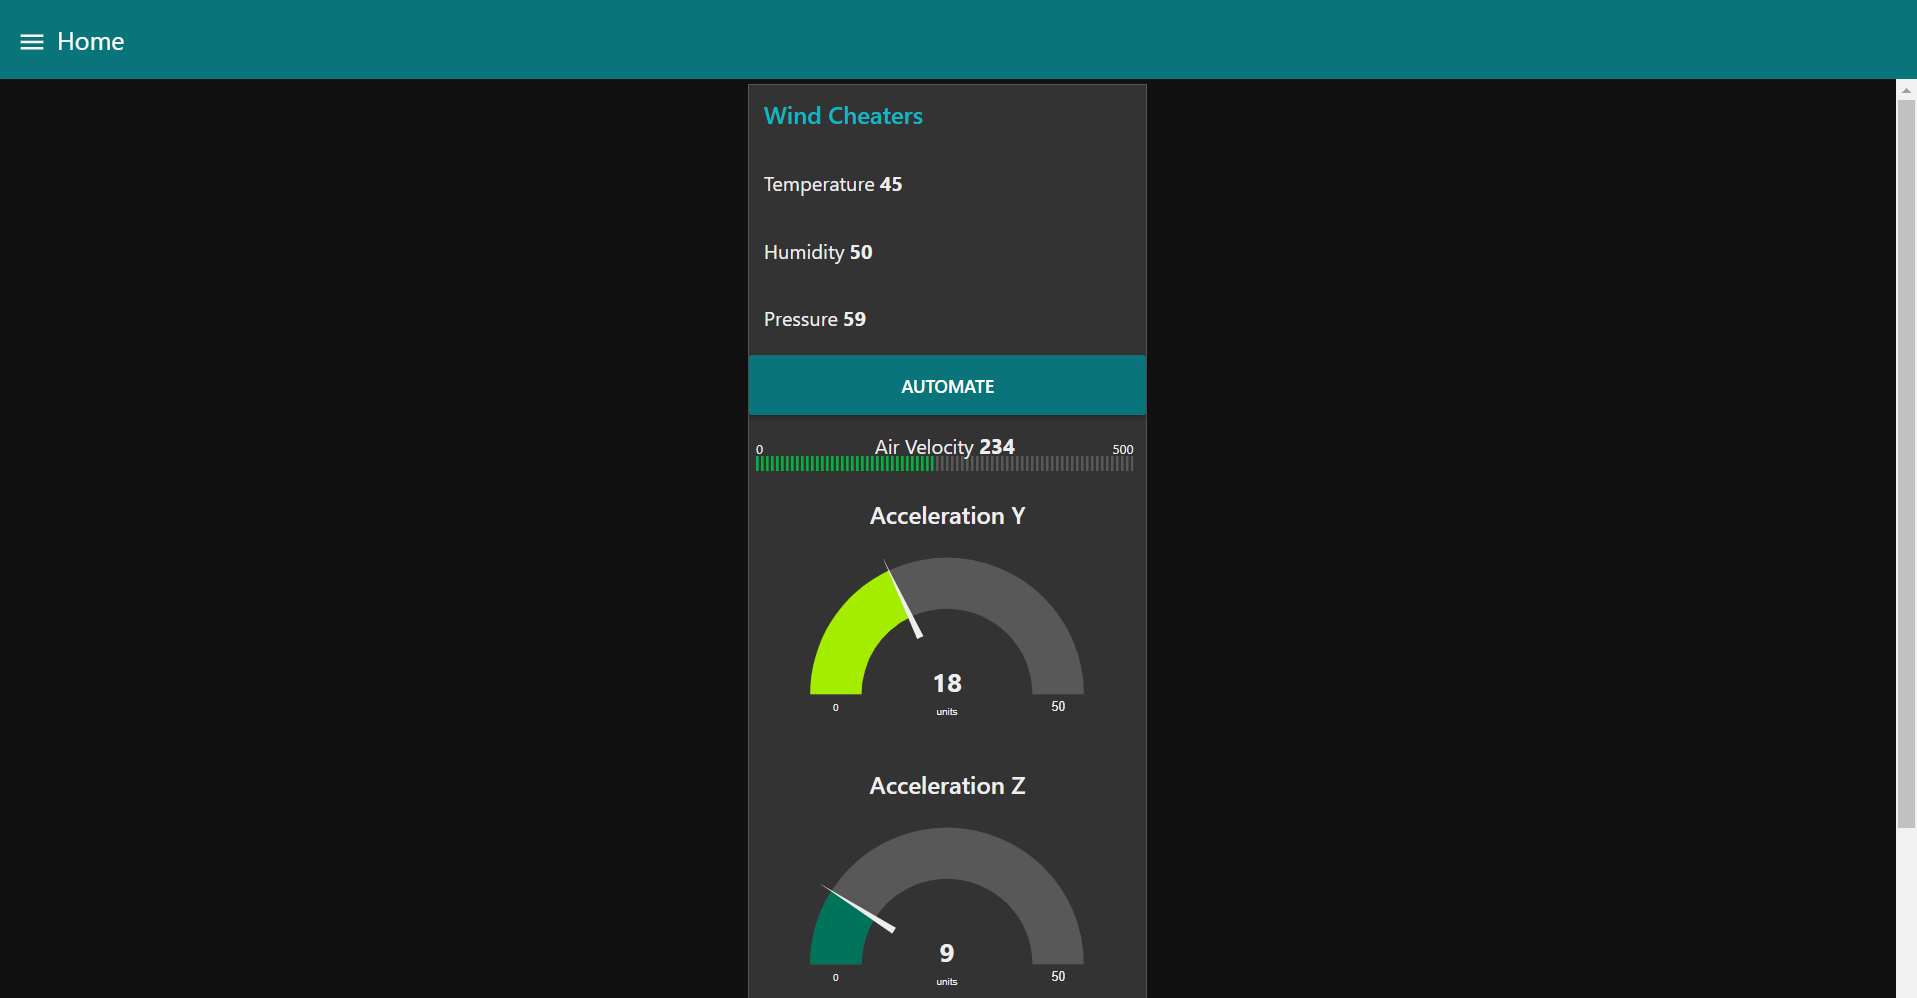 Home
Wind Cheaters
Temperature 45
Humidity 50
Pressure 59
AUTOMATE
0 Air Velocity 234 500
Acceleration Y
18
0 units 50
Acceleration Z
9
0 units 50